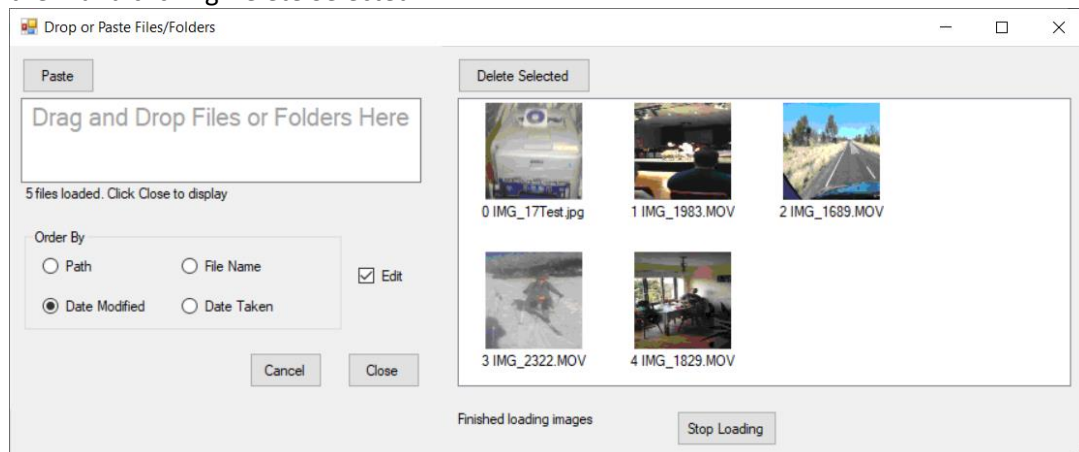 Drop or Paste Files/Folders
Paste
Drag and Drop Files or Folders Here
5 files loaded. Click Close to display
Order By
Path
File Name
Date Modified
Date Taken
Edit
Cancel
Close
Delete Selected
0 IMG_17Test.jpg
1 IMG_1983.MOV
2 IMG_1689.MOV
3 IMG_2322.MOV
4 IMG_1829.MOV
Finished loading images
Stop Loading